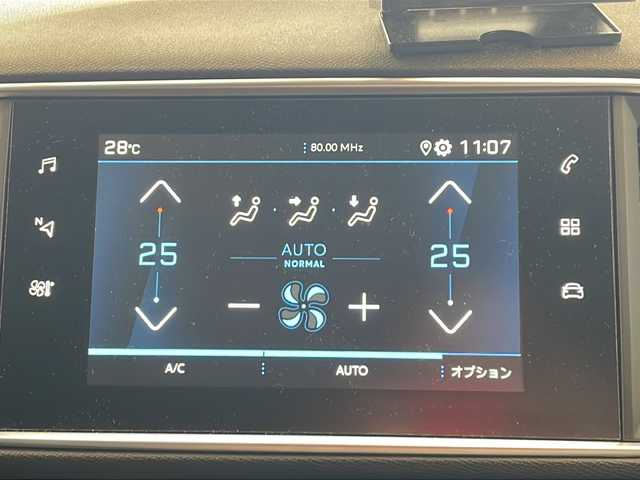 28°C 80.00 MHz 11:07
N
25 25
AUTO
NORMAL
A/C AUTO オプション